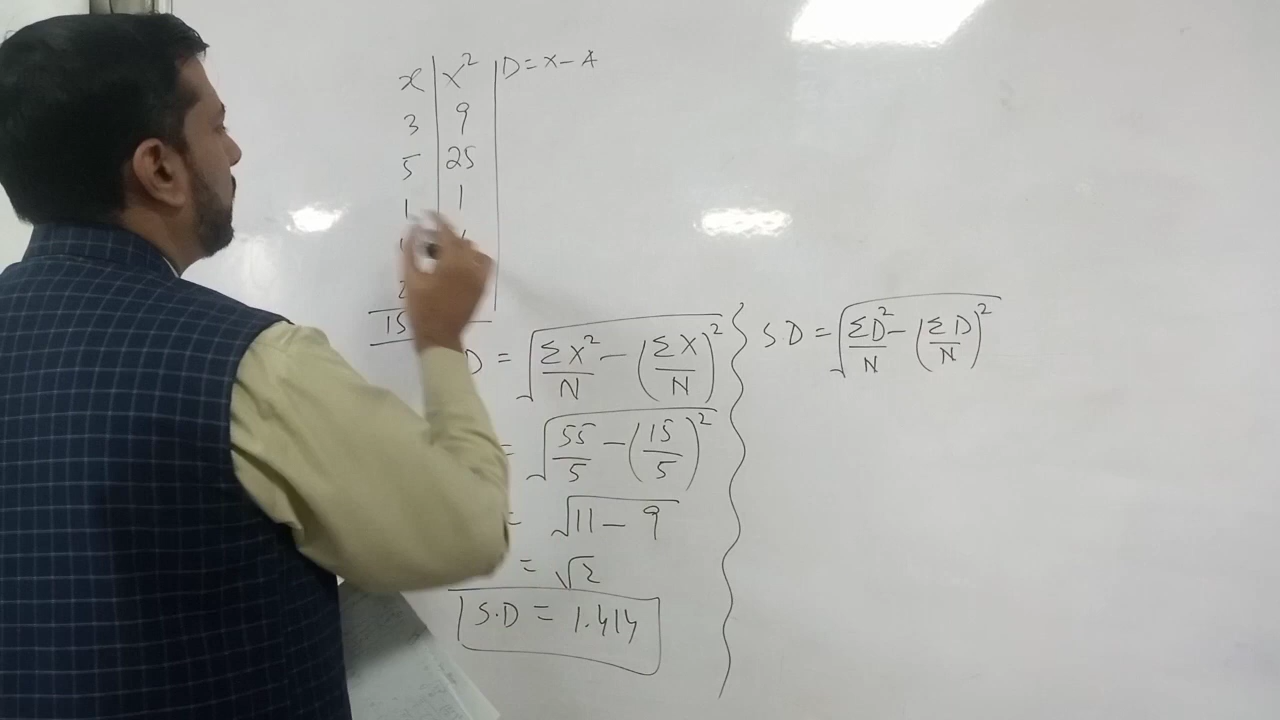 x | X² | D = X – A
3 | 9
5 | 25
1 | 1
2
15
D = √(ΣX²/N – (ΣX/N)²)
= √(55/5 – (15/5)²)
= √(11 – 9)
= √2
S.D = 1.414
SD = √(ΣD²/N – (ΣD/N)²)